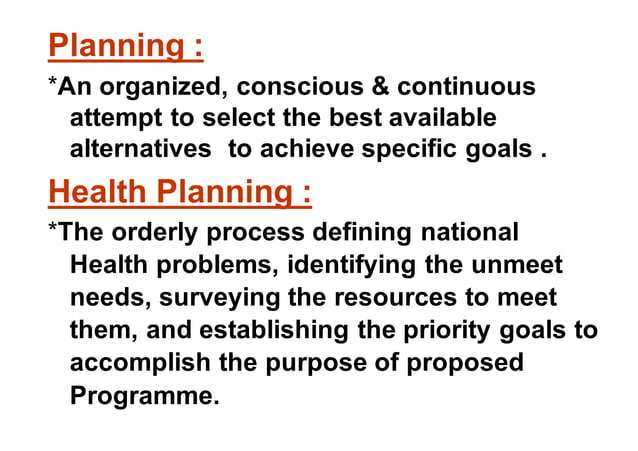 Planning :
*An organized, conscious & continuous
attempt to select the best available
alternatives  to achieve specific goals .
Health Planning :
*The orderly process defining national
Health problems, identifying the unmeet
needs, surveying the resources to meet
them, and establishing the priority goals to
accomplish the purpose of proposed
Programme.